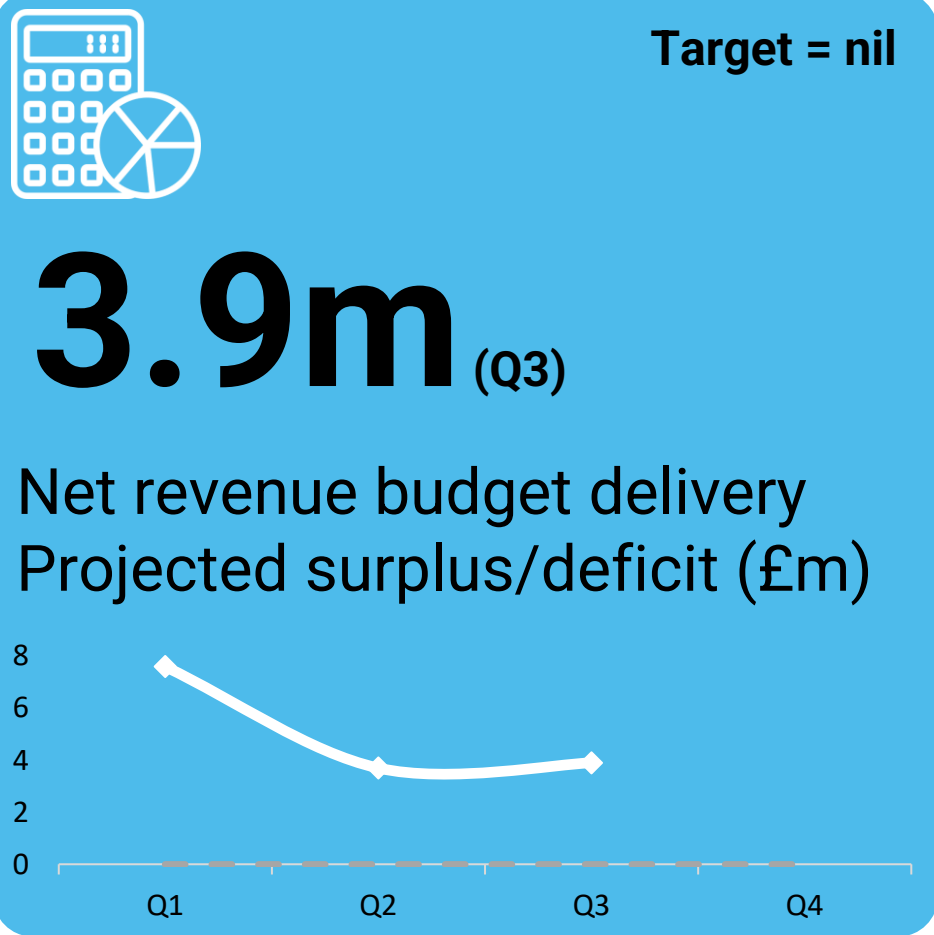 Target = nil
3.9m (Q3)
Net revenue budget delivery
Projected surplus/deficit (£m)
8
6
4
2
0
Q1 Q2 Q3 Q4